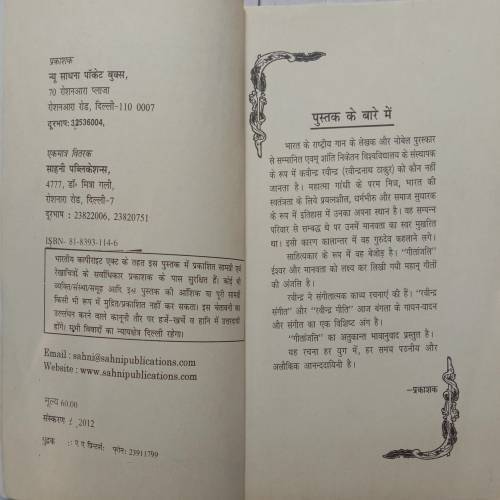 प्रकाशक
न्यू साधना पॉकेट बुक्स,
70 रोशनआरा प्लाजा
रोशनआरा रोड, दिल्ली-110 0007
दूरभाष: 32536004,
एकमात्र वितरक
साहनी पब्लिकेशन्स,
4777, डॉ॰ मित्रा गली,
रोशनारा रोड, दिल्ली-7
दूरभाष : 23822006, 23820751
ISBN- 81-8393-114-6
भारतीय कापीराइट एक्ट के तहत इस पुस्तक में प्रकाशित सामग्री एवं
रेखाचित्रों के सर्वाधिकार प्रकाशक के पास सुरक्षित हैं। कोई भी
व्यक्ति/संस्था/समूह आदि इस पुस्तक की आंशिक या पूरी सामग्री
किसी भी रूप में मुद्रित/प्रकाशित नहीं कर सकता। इस चेतावनी का
उल्लंघन करने वाले कानूनी तौर पर हर्जे-खर्चे व हानि में उत्तरदायी
होंगे। सभी विवादों का न्यायक्षेत्र दिल्ली रहेगा।
Email : sahni@sahnipublications.com
Website : www.sahnipublications.com
मूल्य 60.00
संस्करण : 2012
मुद्रक : ए पी प्रिन्टर्स फोन: 23911799
पुस्तक के बारे में
भारत के राष्ट्रीय गान के लेखक और नोबेल पुरस्कार
से सम्मानित एवम् शांति निकेतन विश्वविद्यालय के संस्थापक
के रूप में कवीन्द्र रवीन्द्र (रवीन्द्रनाथ ठाकुर) को कौन नहीं
जानता है। महात्मा गांधी के परम मित्र, भारत की
स्वतंत्रता के लिये प्रयत्नशील, धर्मभीरु और समाज सुधारक
के रूप में इतिहास में उनका अपना स्थान है। वह सम्पन्न
परिवार से सम्बद्ध थे पर उनमें मानवता का स्वर मुखरित
था। इसी कारण कालान्तर में वह गुरुदेव कहलाने लगे।
साहित्यकार के रूप में वह बेजोड़ है। "गीतांजलि"
ईश्वर और मानवता को लक्ष्य कर लिखी गयी महान् गीतों
की अंजलि है।
रवीन्द्र ने संगीतात्मक काव्य रचनाएं की हैं। "रवीन्द्र
संगीत" और "रवीन्द्र गीति" आज बंगला के गायन-वादन
और संगीत का एक विशिष्ट अंग है।
"गीतांजलि" का अतुकान्त भावानुवाद प्रस्तुत है।
यह रचना हर युग में, हर समय पठनीय और
अलौकिक आनन्ददायिनी है।
–प्रकाशक